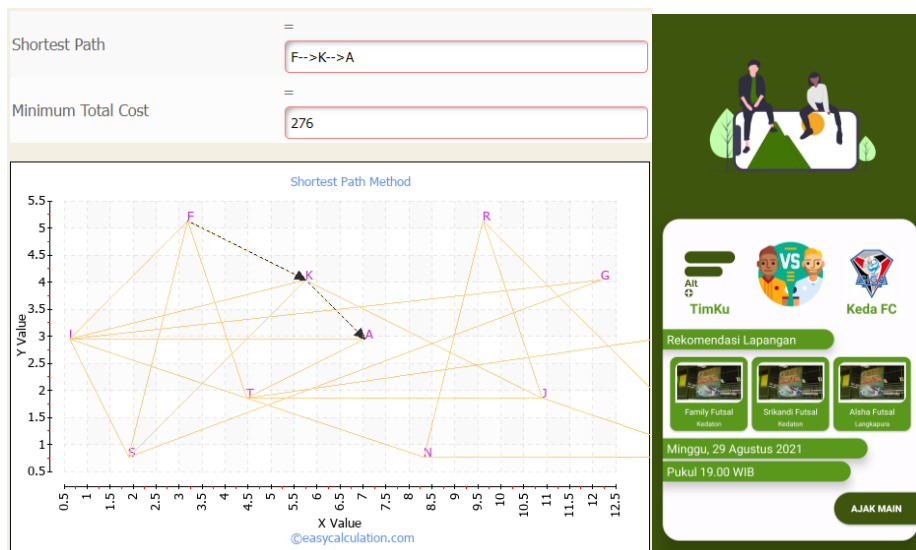 =
Shortest Path
F-->K-->A
=
Minimum Total Cost
276
Shortest Path Method
5.5
5
4.5
4
3.5
3
2.5
2
1.5
1
0.5
Y Value
F
R
K
G
I
A
T
J
S
N
0.5 1 1.5 2 2.5 3 3.5 4 4.5 5 5.5 6 6.5 7 7.5 8 8.5 9 9.5 10 10.5 11 11.5 12 12.5
X Value
©easycalculation.com
VS
Alt
TimKu
Keda FC
Rekomendasi Lapangan
Family Futsal
Kedaton
Srikandi Futsal
Kedaton
Alsha Futsal
Langkapura
Minggu, 29 Agustus 2021
Pukul 19.00 WIB
AJAK MAIN